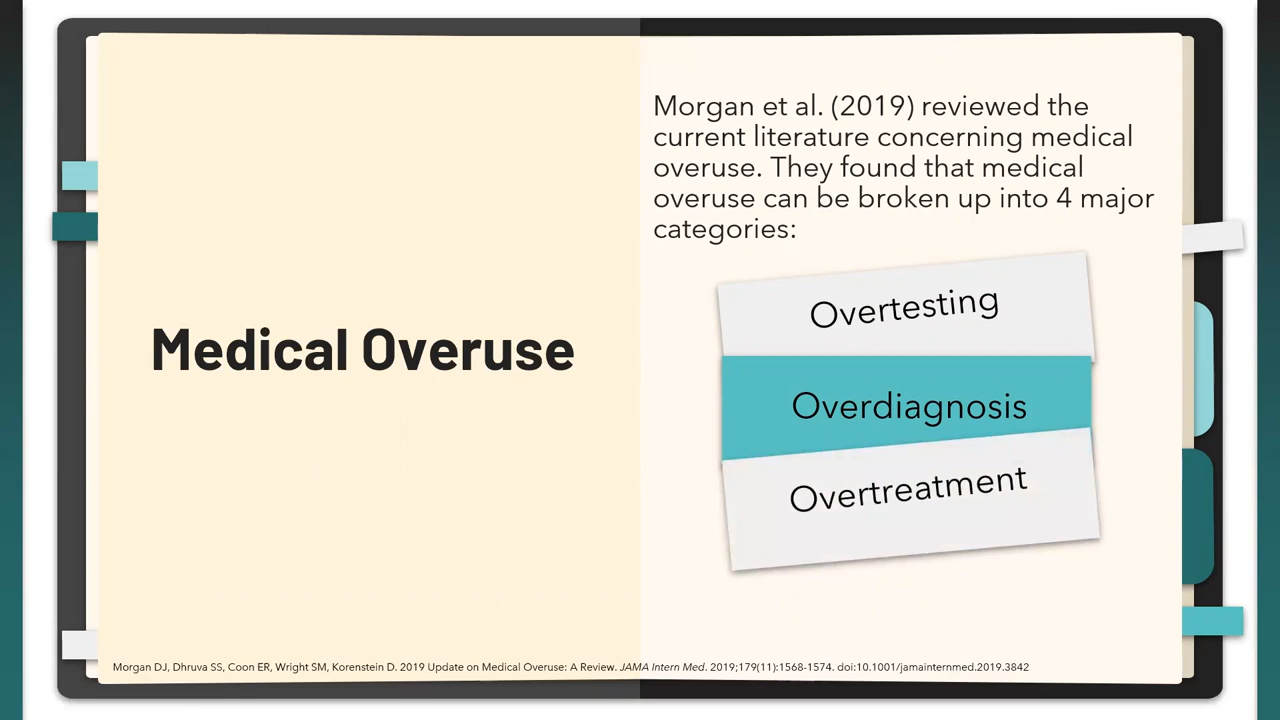 Medical Overuse
Morgan et al. (2019) reviewed the
current literature concerning medical
overuse. They found that medical
overuse can be broken up into 4 major
categories:
Overtesting
Overdiagnosis
Overtreatment
Morgan DJ, Dhruva SS, Coon ER, Wright SM, Korenstein D. 2019 Update on Medical Overuse: A Review. JAMA Intern Med. 2019;179(11):1568-1574. doi:10.1001/jamainternmed.2019.3842